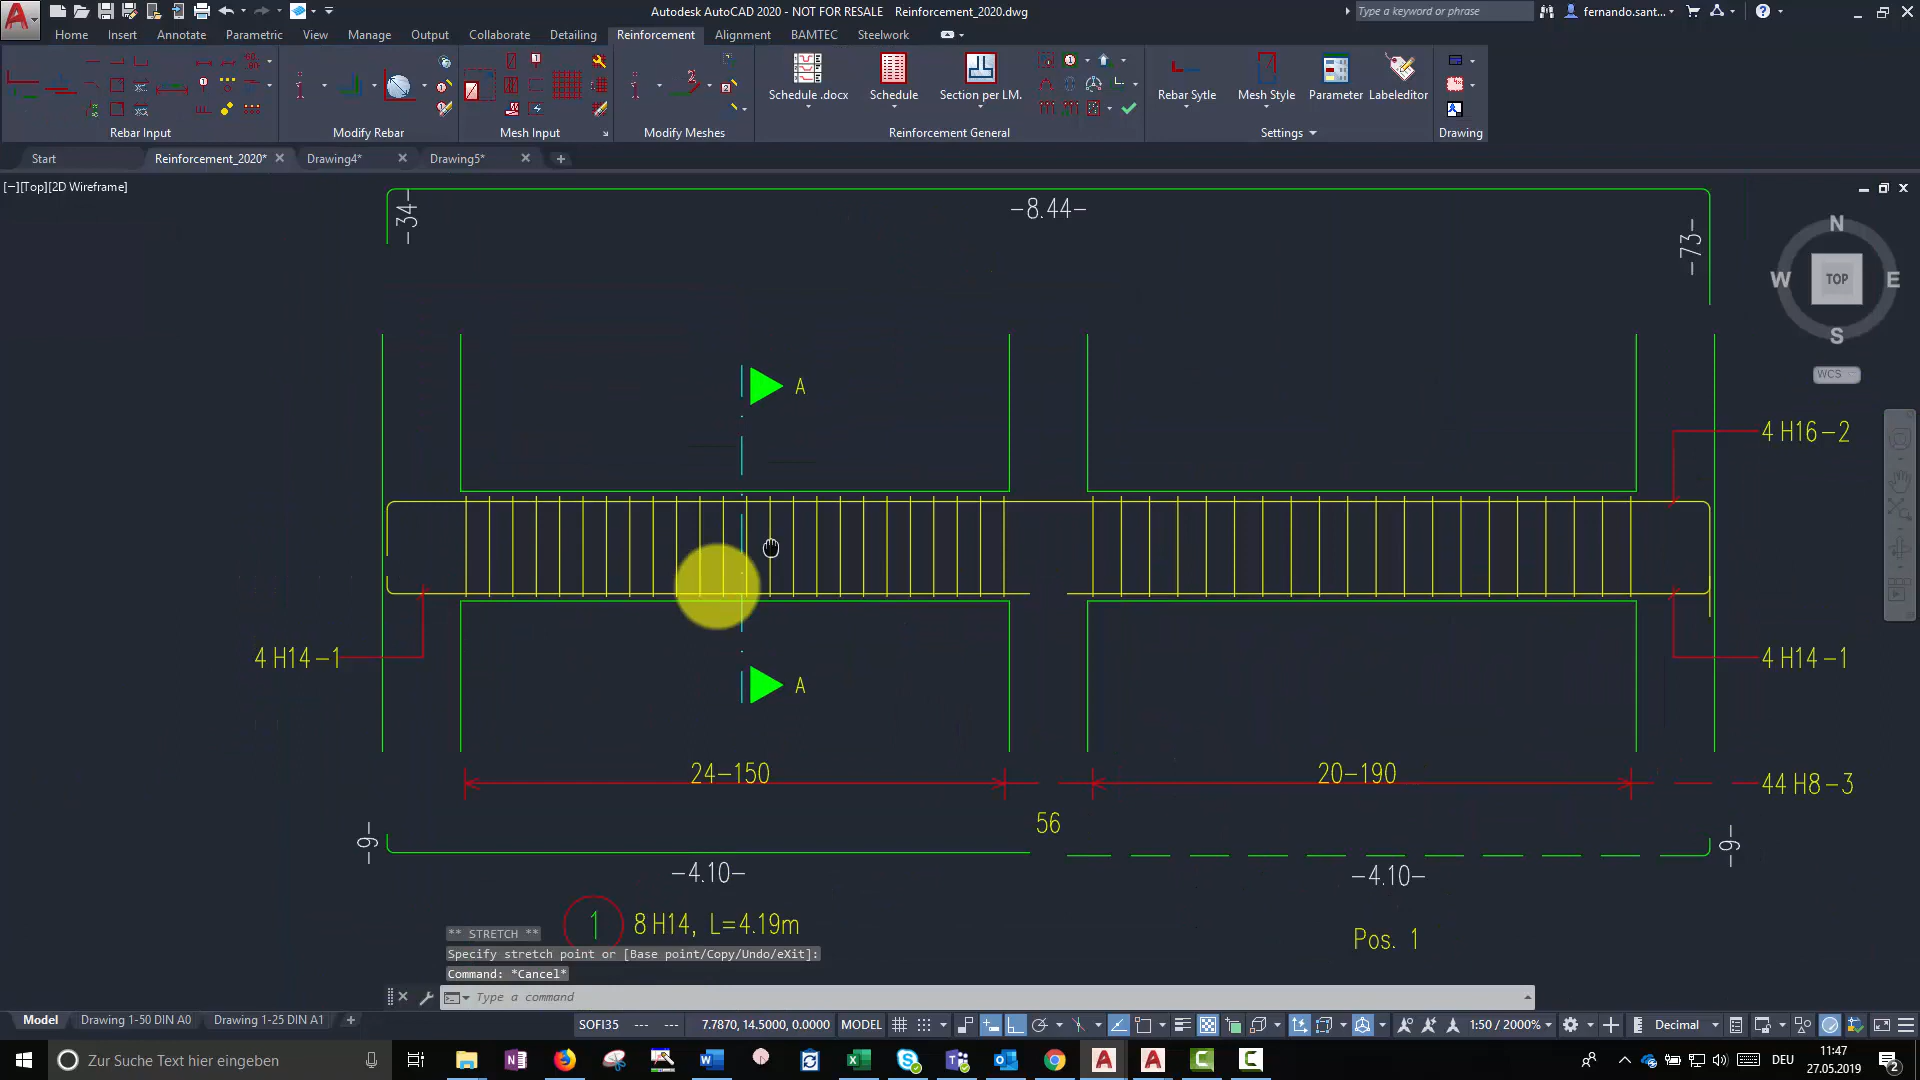 Autodesk AutoCAD 2020 - NOT FOR RESALE Reinforcement_2020.dwg
Type a keyword or phrase
fernando.sant...
Home Insert Annotate Parametric View Manage Output Collaborate Detailing Reinforcement Alignment BAMTEC Steelwork
Schedule .docx Schedule Section per LM. Rebar Sytle Mesh Style Parameter Labeleditor
Rebar Input Modify Rebar Mesh Input Modify Meshes Reinforcement General Settings Drawing
Start Reinforcement_2020* Drawing4* Drawing5*
[−][Top][2D Wireframe]
-34-
-8.44-
-73-
N
W TOP E
S
WCS
A
4 H16-2
4 H14-1
4 H14-1
A
24-150
20-190
44 H8-3
56
-9-
-9-
-4.10-
-4.10-
1 8 H14, L=4.19m
Pos. 1
** STRETCH **
Specify stretch point or [Base point/Copy/Undo/eXit]:
Command: *Cancel*
Type a command
Model Drawing 1-50 DIN A0 Drawing 1-25 DIN A1
SOFI35 --- --- 7.7870, 14.5000, 0.0000 MODEL 1:50 / 2000% Decimal
Zur Suche Text hier eingeben
DEU
11:47
27.05.2019
2